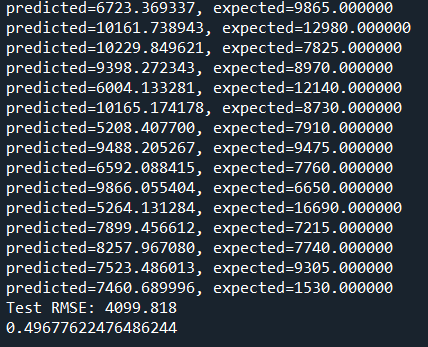 predicted=6723.369337, expected=9865.000000
predicted=10161.738943, expected=12980.000000
predicted=10229.849621, expected=7825.000000
predicted=9398.272343, expected=8970.000000
predicted=6004.133281, expected=12140.000000
predicted=10165.174178, expected=8730.000000
predicted=5208.407700, expected=7910.000000
predicted=9488.205267, expected=9475.000000
predicted=6592.088415, expected=7760.000000
predicted=9866.055404, expected=6650.000000
predicted=5264.131284, expected=16690.000000
predicted=7899.456612, expected=7215.000000
predicted=8257.967080, expected=7740.000000
predicted=7523.486013, expected=9305.000000
predicted=7460.689996, expected=1530.000000
Test RMSE: 4099.818
0.49677622476486244